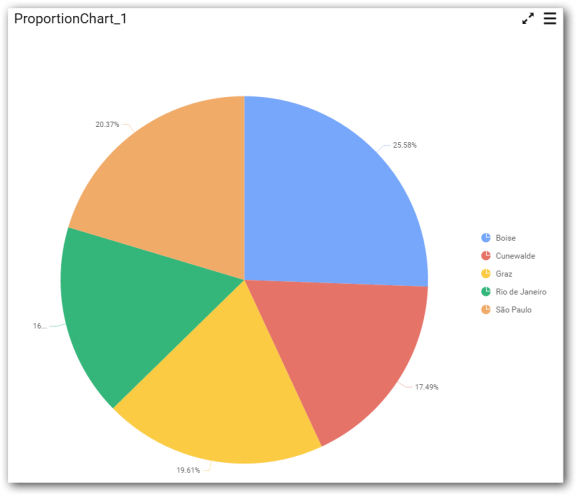 ProportionChart_1
20.37%
25.58%
Boise
Cunewalde
Graz
Rio de Janeiro
São Paulo
16...
17.49%
19.61%